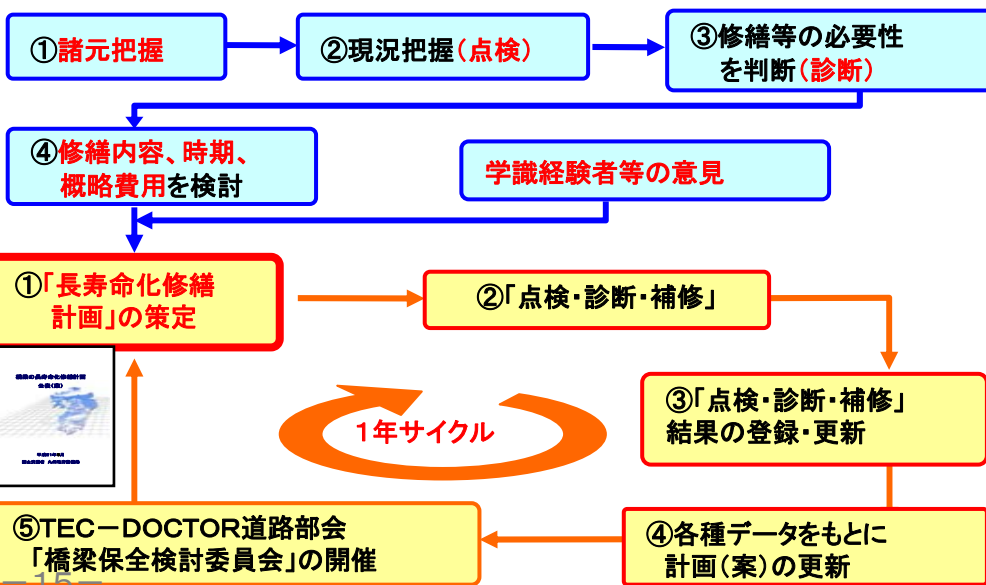 ①諸元把握
②現況把握(点検)
③修繕等の必要性
を判断(診断)
④修繕内容、時期、
概略費用を検討
学識経験者等の意見
①「長寿命化修繕
計画」の策定
②「点検・診断・補修」
③「点検・診断・補修」
結果の登録・更新
1年サイクル
④各種データをもとに
計画(案)の更新
⑤TEC-DOCTOR道路部会
「橋梁保全検討委員会」の開催
-15-